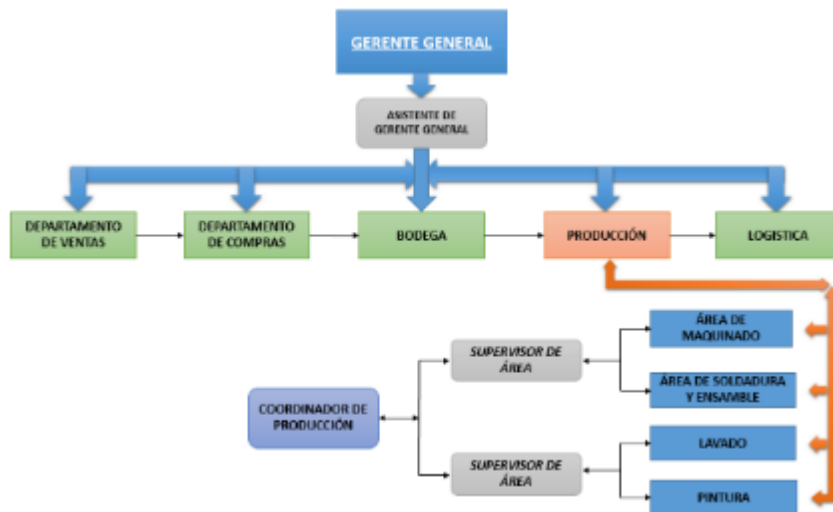 GERENTE GENERAL
ASISTENTE DE
GERENTE GENERAL
DEPARTAMENTO
DE VENTAS
DEPARTAMENTO
DE COMPRAS
BODEGA
PRODUCCIÓN
LOGISTICA
ÁREA DE
MAQUINADO
SUPERVISOR DE
ÁREA
ÁREA DE SOLDADURA
Y ENSAMBLE
COORDINADOR DE
PRODUCCIÓN
LAVADO
SUPERVISOR DE
ÁREA
PINTURA